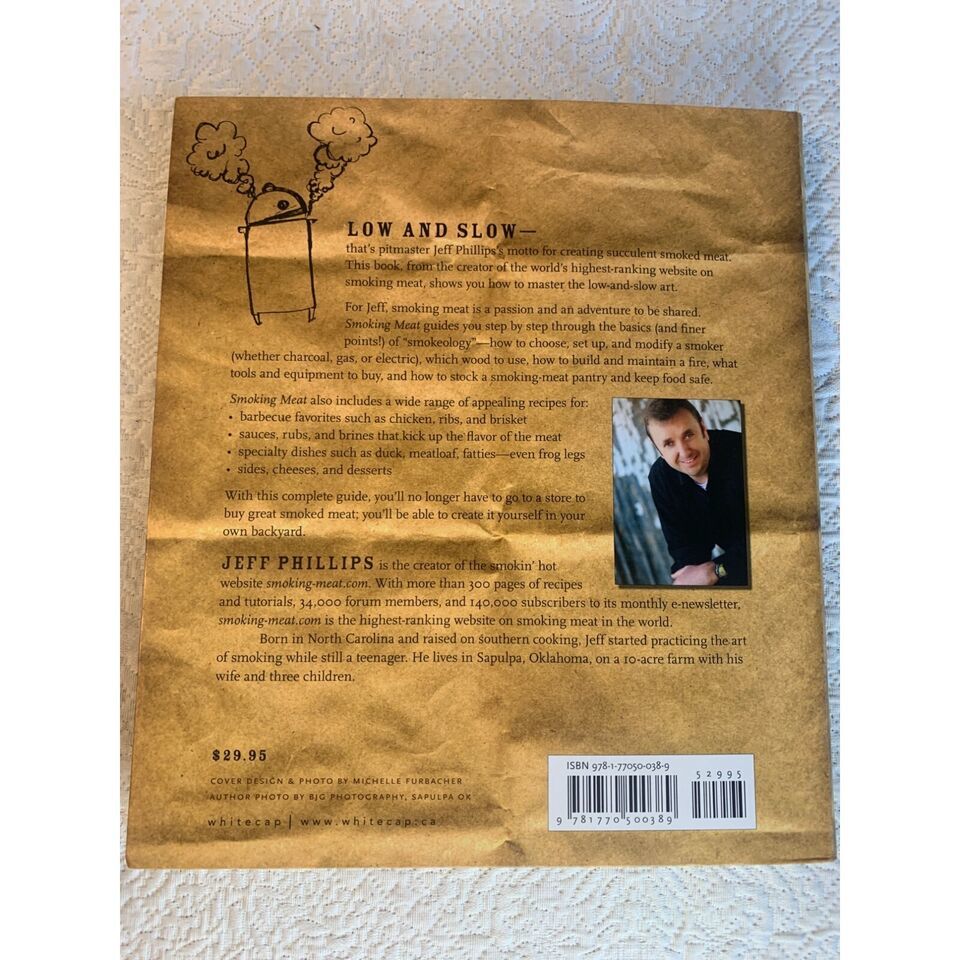 LOW AND SLOW—
that's pitmaster Jeff Phillips's motto for creating succulent smoked meat.
This book, from the creator of the world's highest-ranking website on
smoking meat, shows you how to master the low-and-slow art.
For Jeff, smoking meat is a passion and an adventure to be shared.
Smoking Meat guides you step by step through the basics (and finer
points!) of "smokeology"—how to choose, set up, and modify a smoker
(whether charcoal, gas, or electric), which wood to use, how to build and maintain a fire, what
tools and equipment to buy, and how to stock a smoking-meat pantry and keep food safe.
Smoking Meat also includes a wide range of appealing recipes for:
• barbecue favorites such as chicken, ribs, and brisket
• sauces, rubs, and brines that kick up the flavor of the meat
• specialty dishes such as duck, meatloaf, fatties—even frog legs
• sides, cheeses, and desserts
With this complete guide, you'll no longer have to go to a store to
buy great smoked meat; you'll be able to create it yourself in your
own backyard.
JEFF PHILLIPS is the creator of the smokin' hot
website smoking-meat.com. With more than 300 pages of recipes
and tutorials, 34,000 forum members, and 140,000 subscribers to its monthly e-newsletter,
smoking-meat.com is the highest-ranking website on smoking meat in the world.
Born in North Carolina and raised on southern cooking, Jeff started practicing the art
of smoking while still a teenager. He lives in Sapulpa, Oklahoma, on a 10-acre farm with his
wife and three children.
$29.95
COVER DESIGN & PHOTO BY MICHELLE FURBACHER
AUTHOR PHOTO BY BJG PHOTOGRAPHY, SAPULPA OK
whitecap | www.whitecap.ca
ISBN 978-1-77050-038-9
52995
9 781770 500389